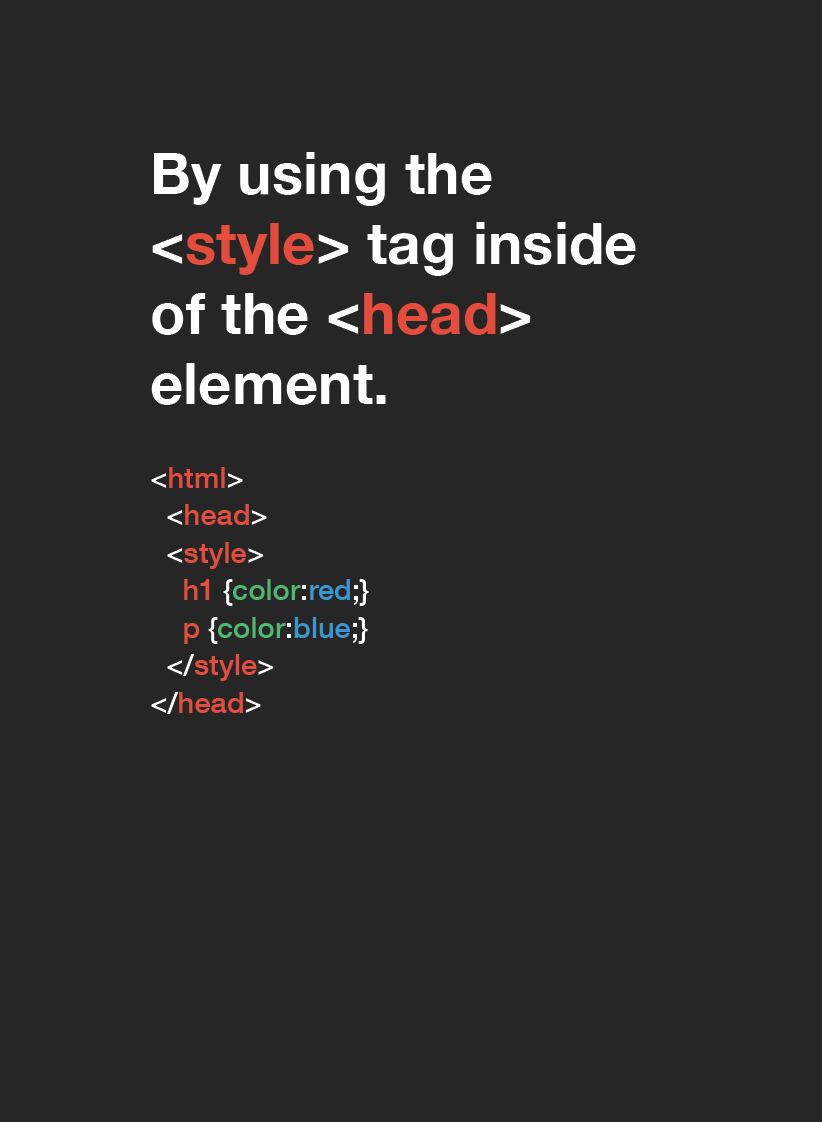 By using the
<style> tag inside
of the <head>
element.
<html>
<head>
<style>
h1 {color:red;}
p {color:blue;}
</style>
</head>